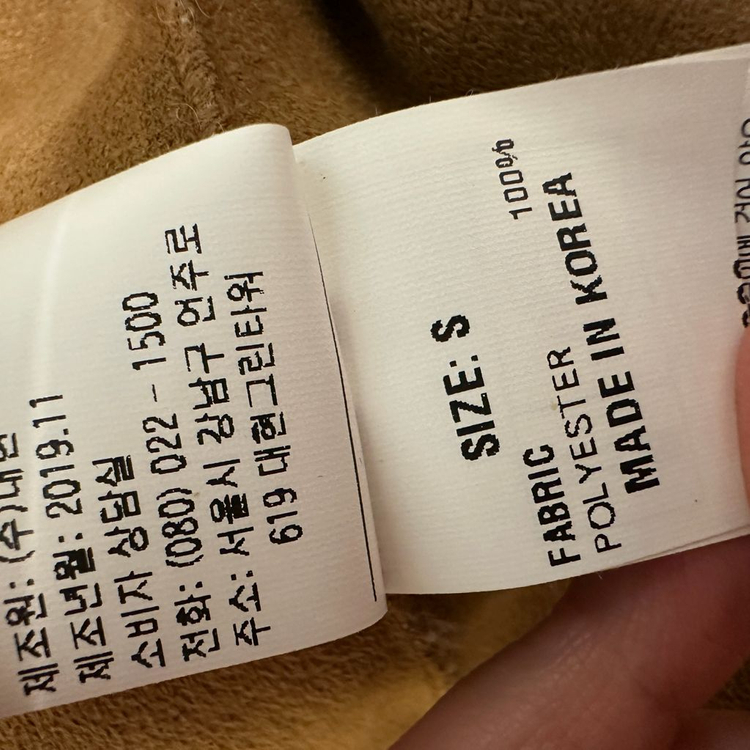 제조원: (주)대현
제조년월: 2019.11
소비자 상담실
전화: (080) 022 - 1500
주소: 서울시 강남구 언주로
619 대현그린타워
SIZE: S
FABRIC
POLYESTER 100%
MADE IN KOREA